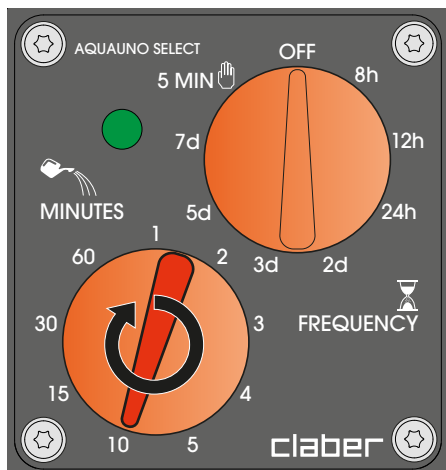 AQUAUNO SELECT
OFF
5 MIN
8h
7d
12h
MINUTES
5d
24h
3d
2d
1
60
2
30
3
FREQUENCY
15
4
10
5
claber